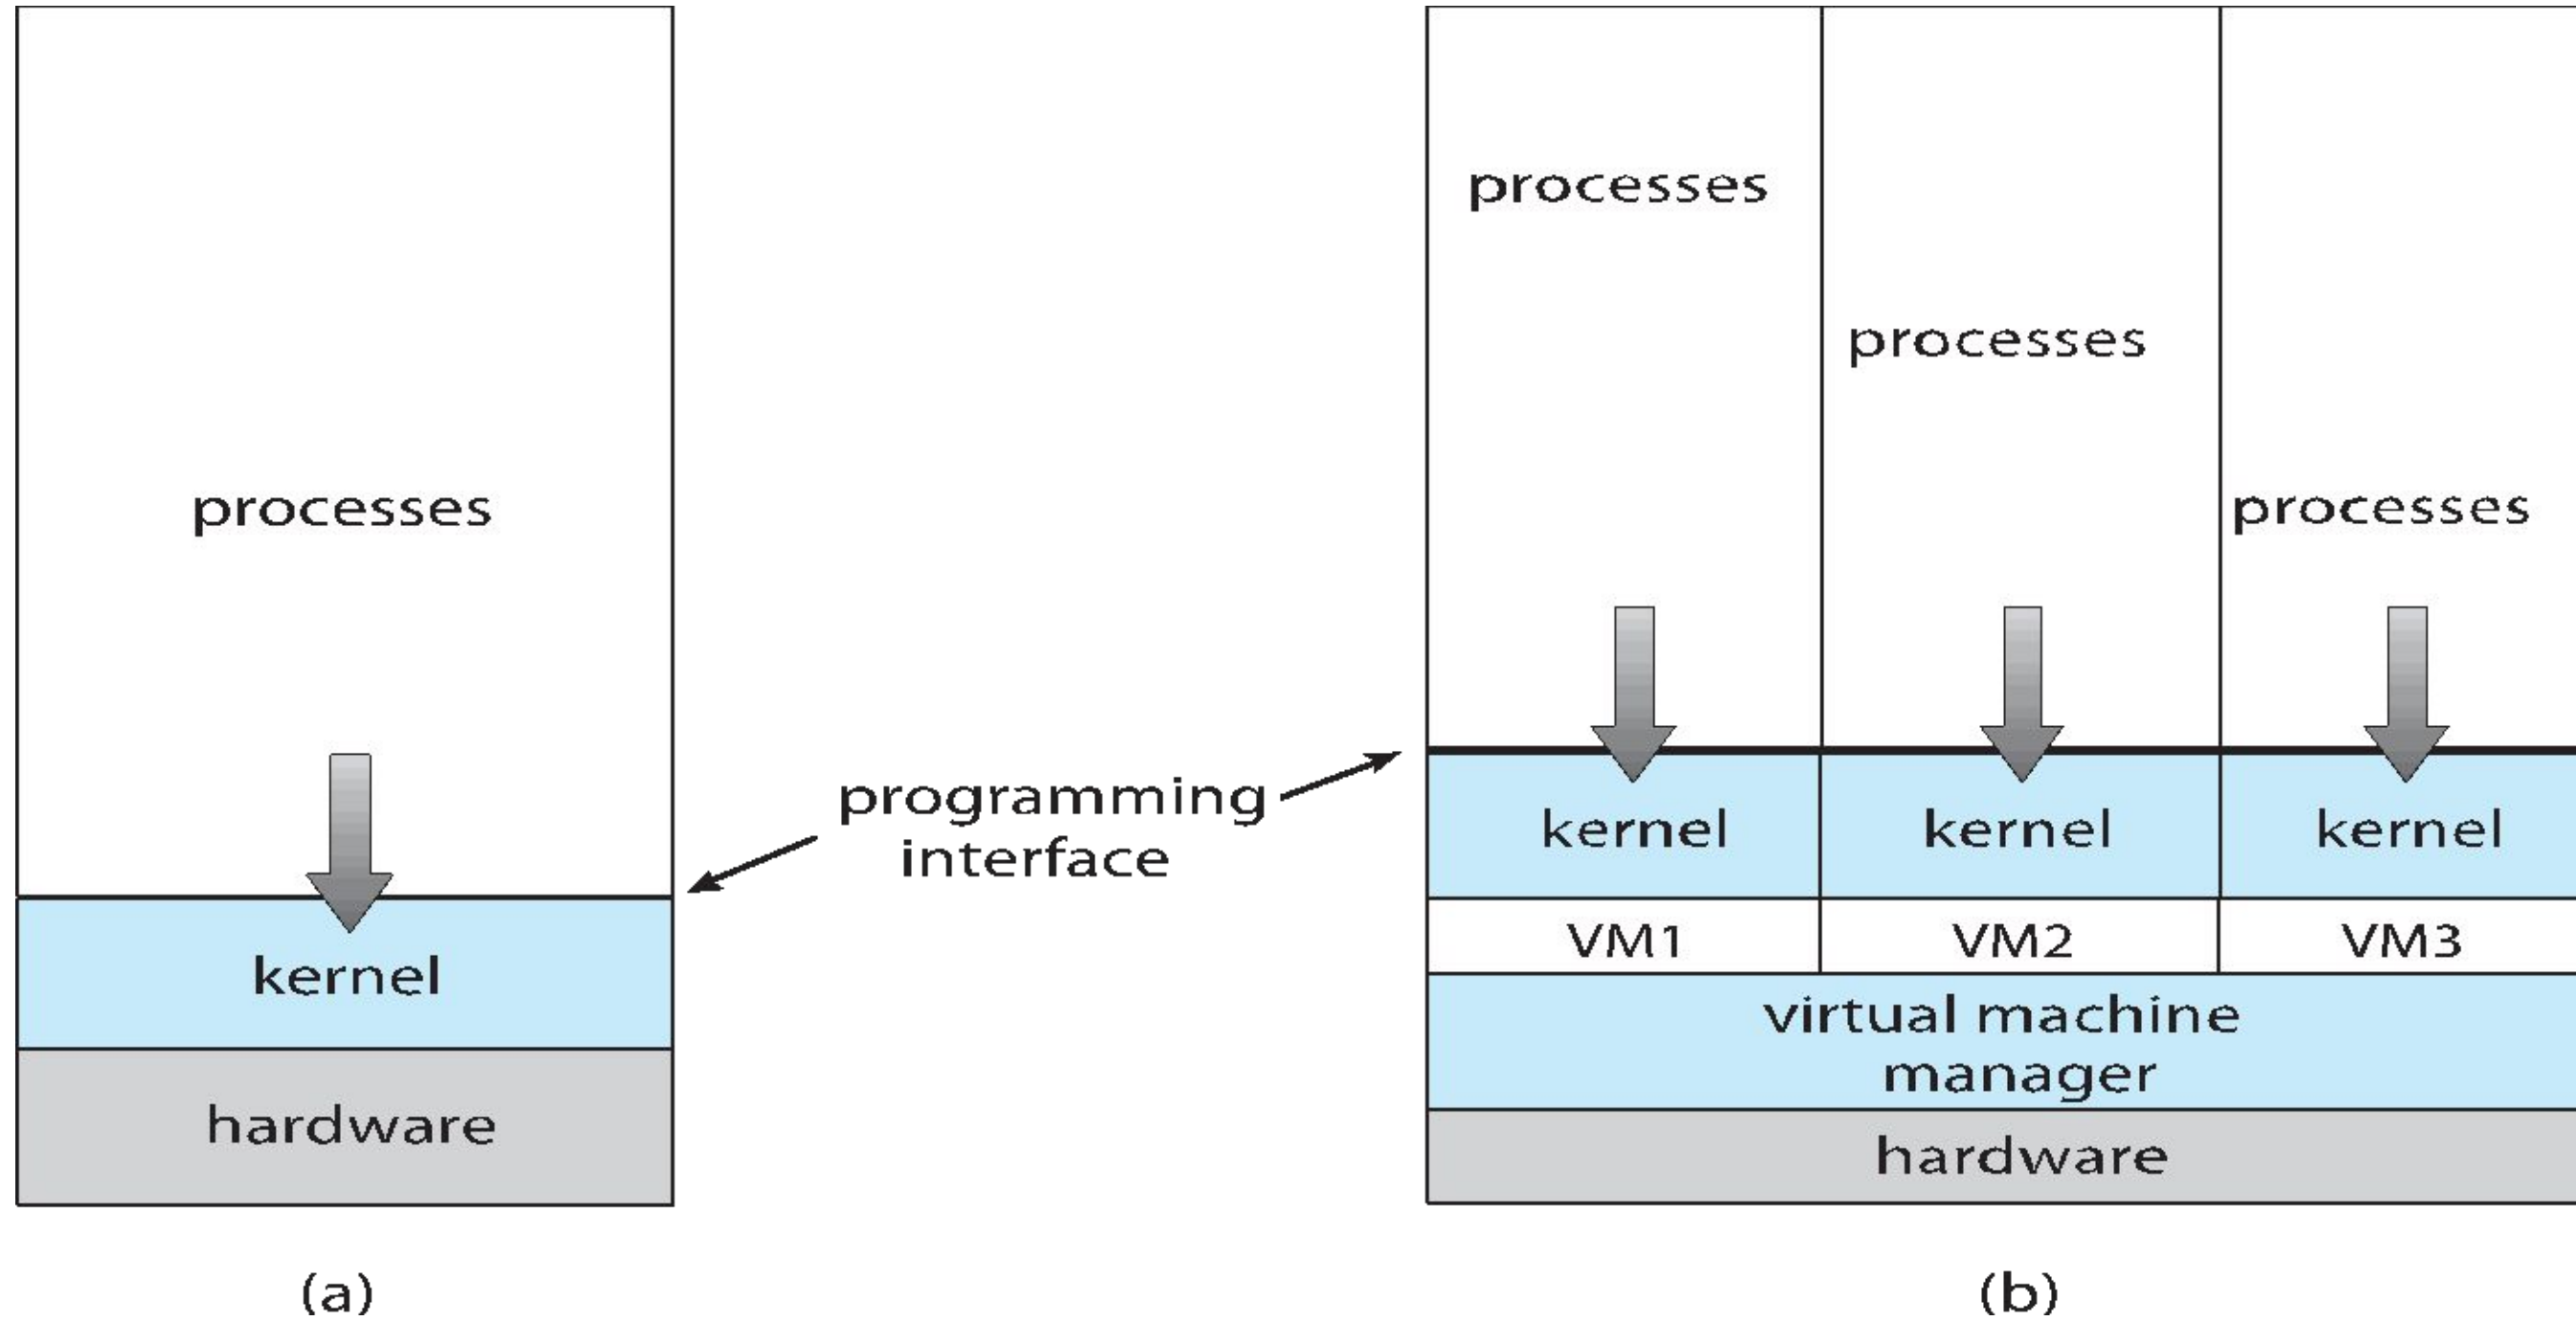 processes
kernel
hardware
(a)
programming
interface
processes
processes
processes
kernel
kernel
kernel
VM1
VM2
VM3
virtual machine
manager
hardware
(b)